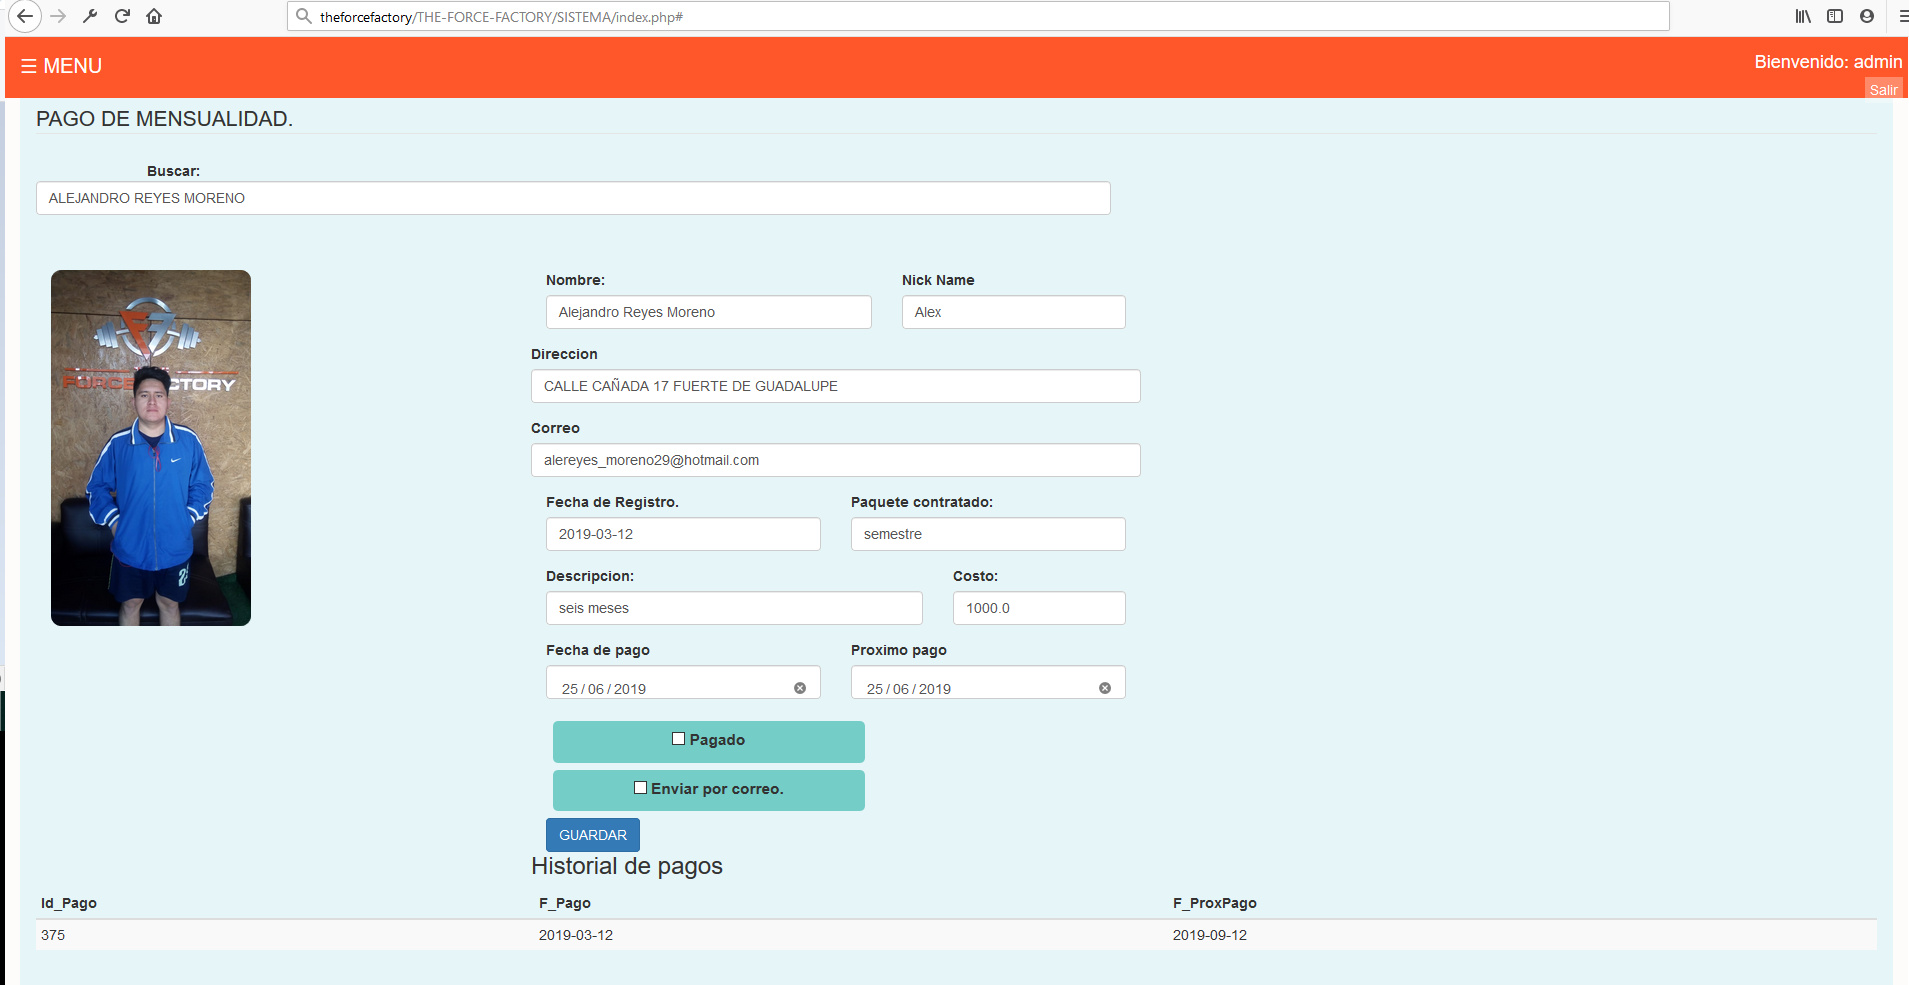 theforcefactory/THE-FORCE-FACTORY/SISTEMA/index.php#
☰ MENU
Bienvenido: admin
Salir
PAGO DE MENSUALIDAD.
Buscar:
ALEJANDRO REYES MORENO
FORCE FACTORY
Nombre: Nick Name
Alejandro Reyes Moreno Alex
Direccion
CALLE CAÑADA 17 FUERTE DE GUADALUPE
Correo
alereyes_moreno29@hotmail.com
Fecha de Registro. Paquete contratado:
2019-03-12 semestre
Descripcion: Costo:
seis meses 1000.0
Fecha de pago Proximo pago
25 / 06 / 2019 25 / 06 / 2019
Pagado
Enviar por correo.
GUARDAR
Historial de pagos
Id_Pago F_Pago F_ProxPago
375 2019-03-12 2019-09-12